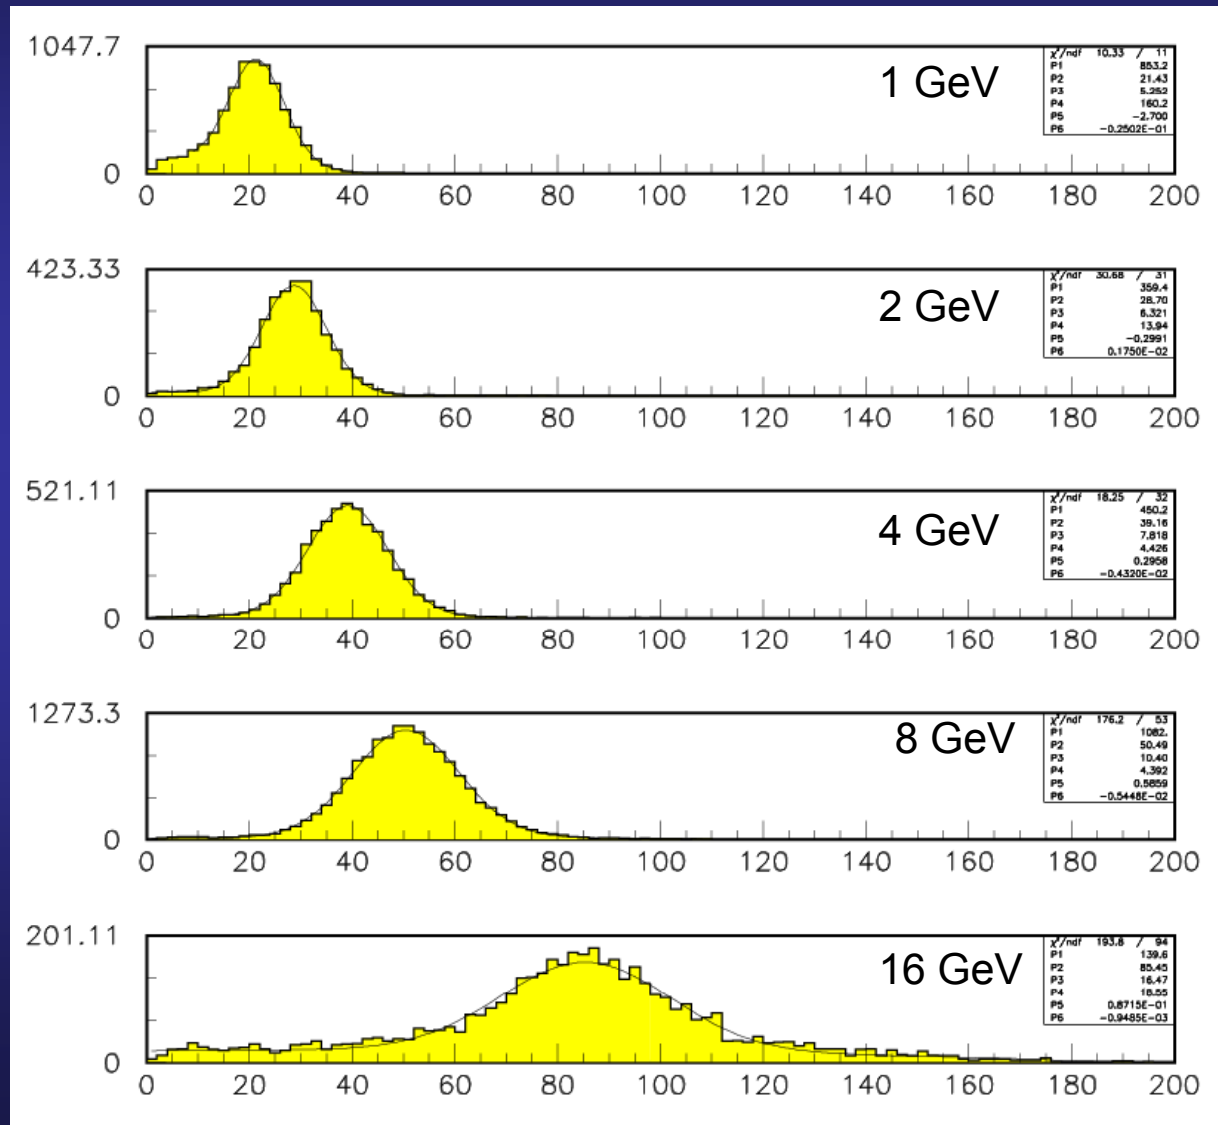 1047.7
1 GeV
χ²/ndf 10.33 / 11
P1 853.2
P2 21.43
P3 5.252
P4 160.2
P5 -2.700
P6 -0.2502E-01
0
0 20 40 60 80 100 120 140 160 180 200
423.33
2 GeV
χ²/ndf 30.68 / 31
P1 359.4
P2 28.70
P3 6.321
P4 13.94
P5 -0.2991
P6 0.1750E-02
0
0 20 40 60 80 100 120 140 160 180 200
521.11
4 GeV
χ²/ndf 18.25 / 32
P1 450.2
P2 39.16
P3 7.818
P4 4.426
P5 0.2958
P6 -0.4320E-02
0
0 20 40 60 80 100 120 140 160 180 200
1273.3
8 GeV
χ²/ndf 176.2 / 53
P1 1082.
P2 50.49
P3 10.40
P4 4.392
P5 0.5859
P6 -0.5448E-02
0
0 20 40 60 80 100 120 140 160 180 200
201.11
16 GeV
χ²/ndf 193.8 / 94
P1 139.6
P2 85.45
P3 16.47
P4 18.55
P5 0.8715E-01
P6 -0.9485E-03
0
0 20 40 60 80 100 120 140 160 180 200